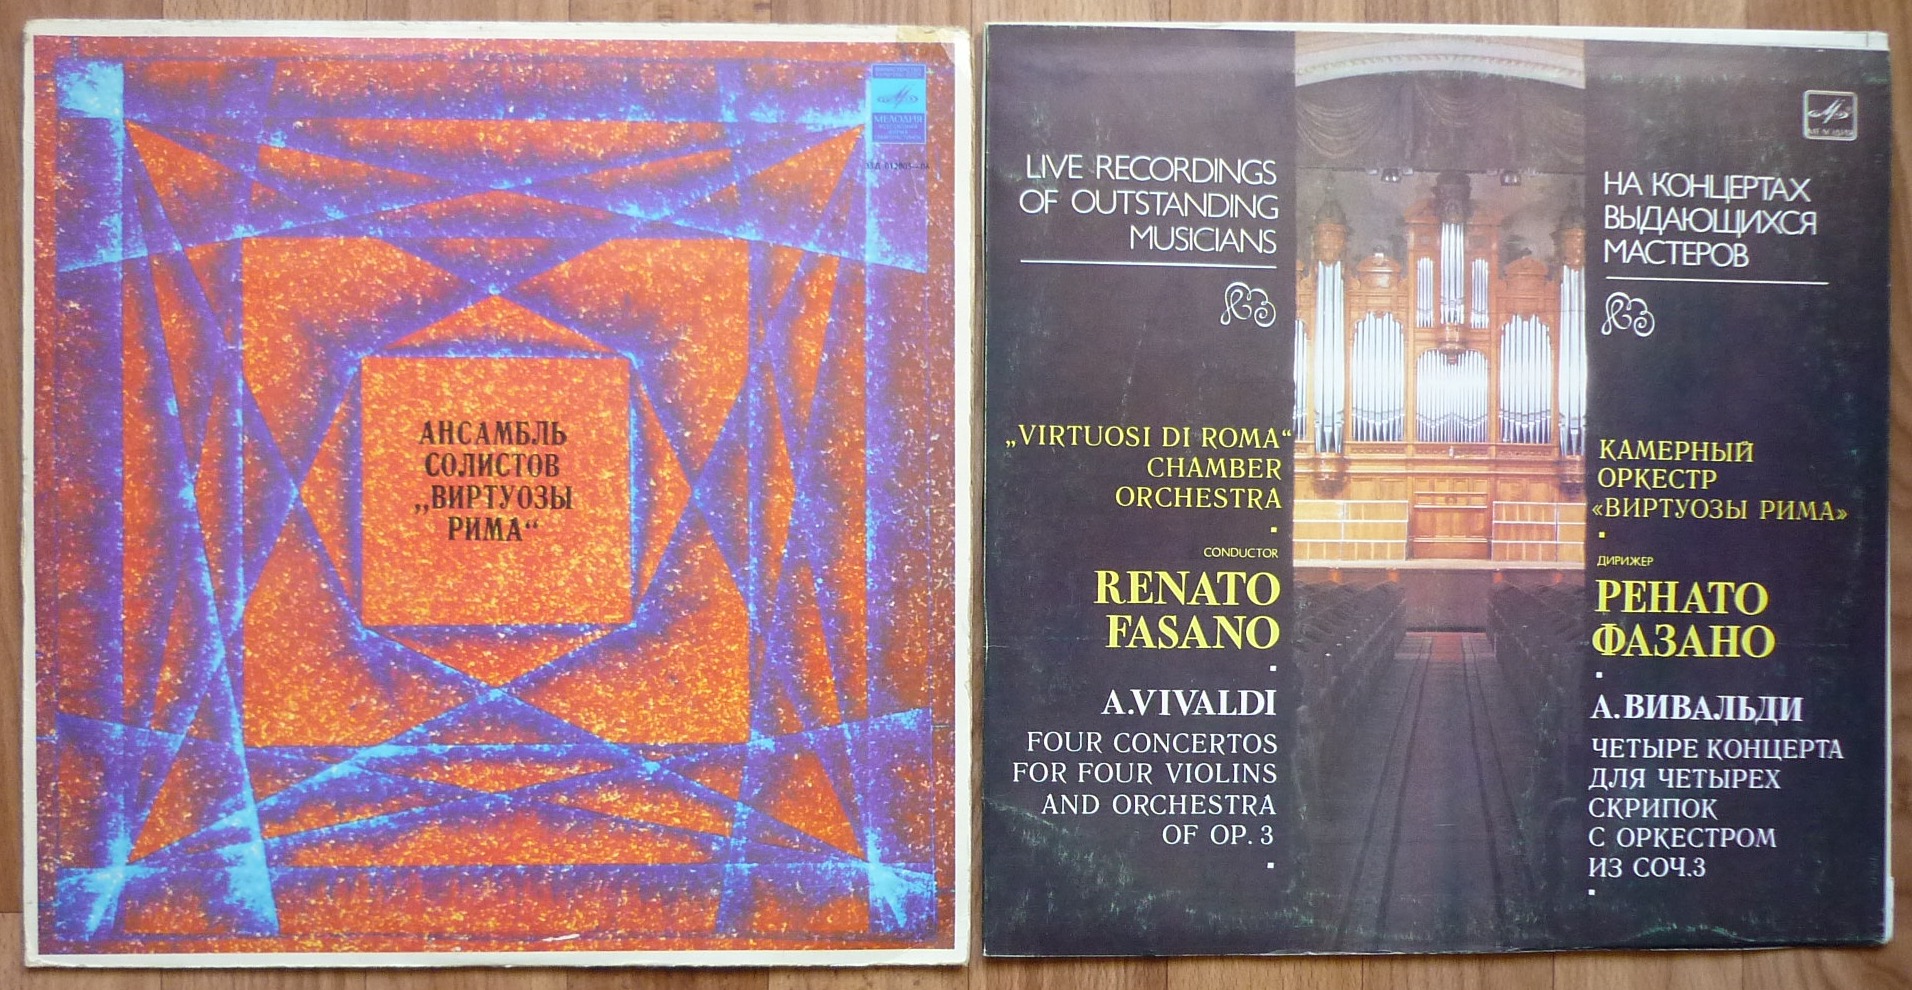 МЕЛОДИЯ
АНСАМБЛЬ
СОЛИСТОВ
„ВИРТУОЗЫ
РИМА“
LIVE RECORDINGS
OF OUTSTANDING
MUSICIANS
„VIRTUOSI DI ROMA“
CHAMBER
ORCHESTRA
CONDUCTOR
RENATO
FASANO
A.VIVALDI
FOUR CONCERTOS
FOR FOUR VIOLINS
AND ORCHESTRA
OF OP. 3
МЕЛОДИЯ
НА КОНЦЕРТАХ
ВЫДАЮЩИХСЯ
МАСТЕРОВ
КАМЕРНЫЙ
ОРКЕСТР
«ВИРТУОЗЫ РИМА»
ДИРИЖЕР
РЕНАТО
ФАЗАНО
А.ВИВАЛЬДИ
ЧЕТЫРЕ КОНЦЕРТА
ДЛЯ ЧЕТЫРЕХ
СКРИПОК
С ОРКЕСТРОМ
ИЗ СОЧ.3